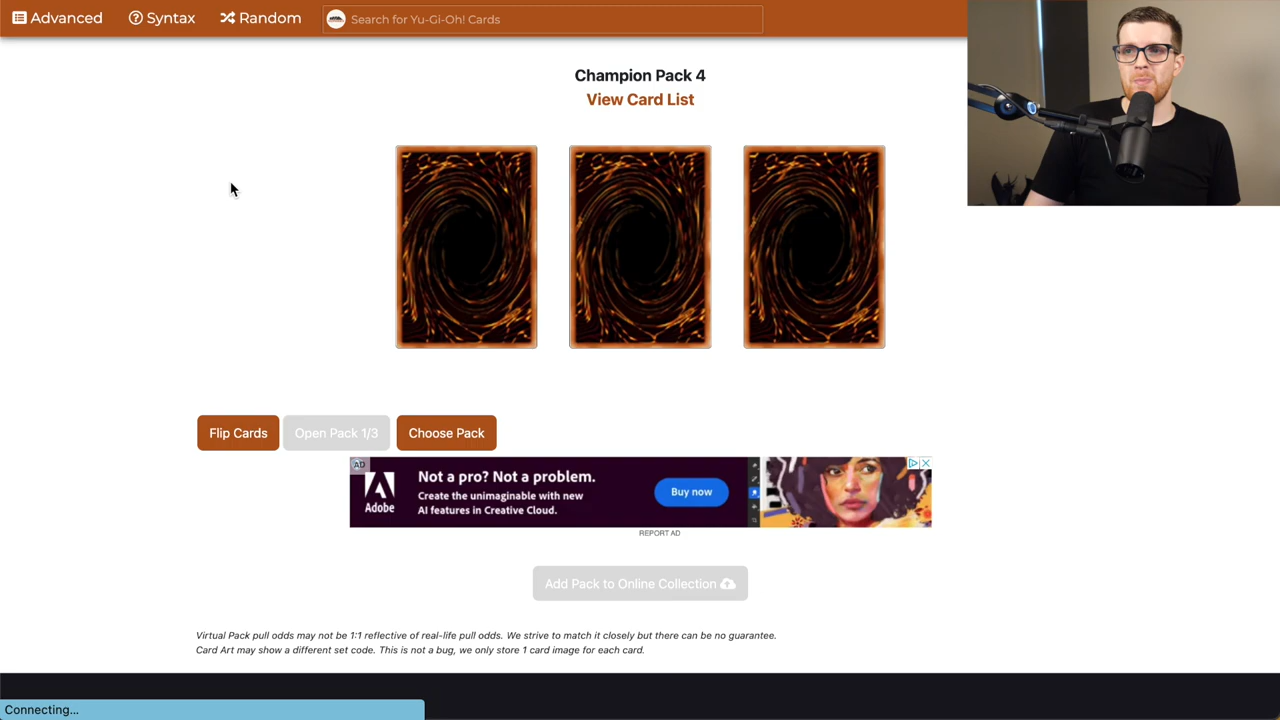 Advanced
Syntax
Random
Search for Yu-Gi-Oh! Cards
Champion Pack 4
View Card List
Flip Cards
Open Pack 1/3
Choose Pack
AD
Adobe
Not a pro? Not a problem.
Create the unimaginable with new
AI features in Creative Cloud.
Buy now
REPORT AD
Add Pack to Online Collection
Virtual Pack pull odds may not be 1:1 reflective of real-life pull odds. We strive to match it closely but there can be no guarantee.
Card Art may show a different set code. This is not a bug, we only store 1 card image for each card.
Connecting...